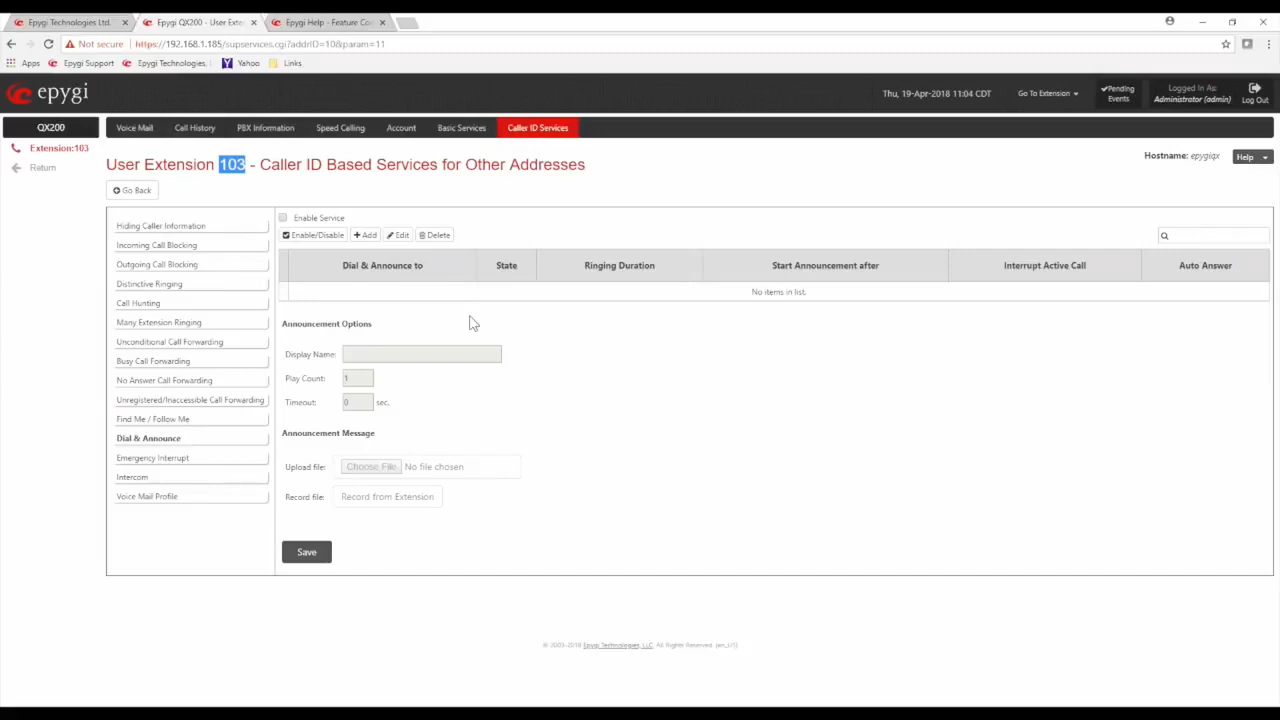 Epygi Technologies Ltd.
Epygi QX200 - User Exte
Epygi Help - Feature Co
Not secure
https://192.168.1.185/supservices.cgi?addrID=10&param=11
Apps
Epygi Support
Epygi Technologies,
Yahoo
Links
epygi
Thu, 19-Apr-2018 11:04 CDT
Go To Extension
Pending
Events
Logged In As:
Administrator (admin)
Log Out
QX200
Voice Mail
Call History
PBX Information
Speed Calling
Account
Basic Services
Caller ID Services
Extension:103
Return
User Extension 103 - Caller ID Based Services for Other Addresses
Hostname: epygiqx
Help
Go Back
Hiding Caller Information
Incoming Call Blocking
Outgoing Call Blocking
Distinctive Ringing
Call Hunting
Many Extension Ringing
Unconditional Call Forwarding
Busy Call Forwarding
No Answer Call Forwarding
Unregistered/Inaccessible Call Forwarding
Find Me / Follow Me
Dial & Announce
Emergency Interrupt
Intercom
Voice Mail Profile
Enable Service
Enable/Disable
Add
Edit
Delete
Dial & Announce to
State
Ringing Duration
Start Announcement after
Interrupt Active Call
Auto Answer
No items in list.
Announcement Options
Display Name:
Play Count: 1
Timeout: 0 sec.
Announcement Message
Upload file: Choose File No file chosen
Record file: Record from Extension
Save
© 2003-2018 Epygi Technologies, LLC. All Rights Reserved.